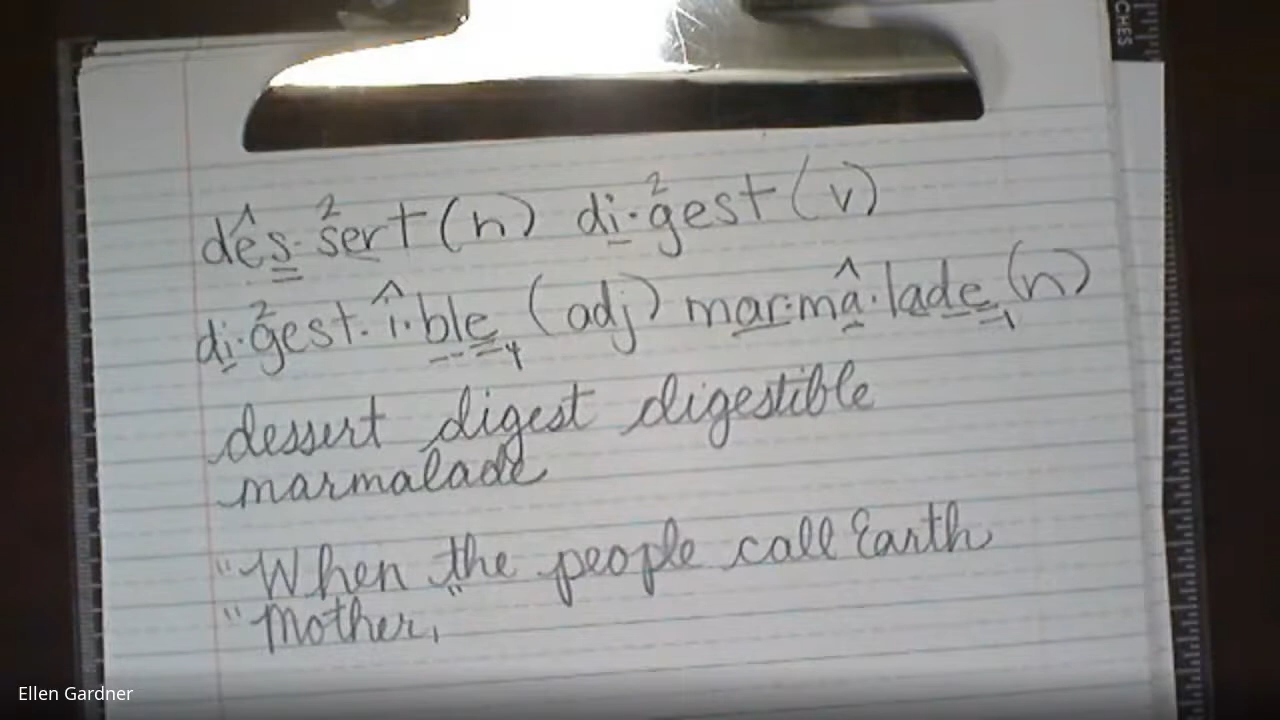 CHES
des·sert (n) di·gest (v)
di·gest·i·ble (adj) mar·ma·lade (n)
dessert digest digestible
marmalade
"When the people call Earth
"Mother,"
Ellen Gardner